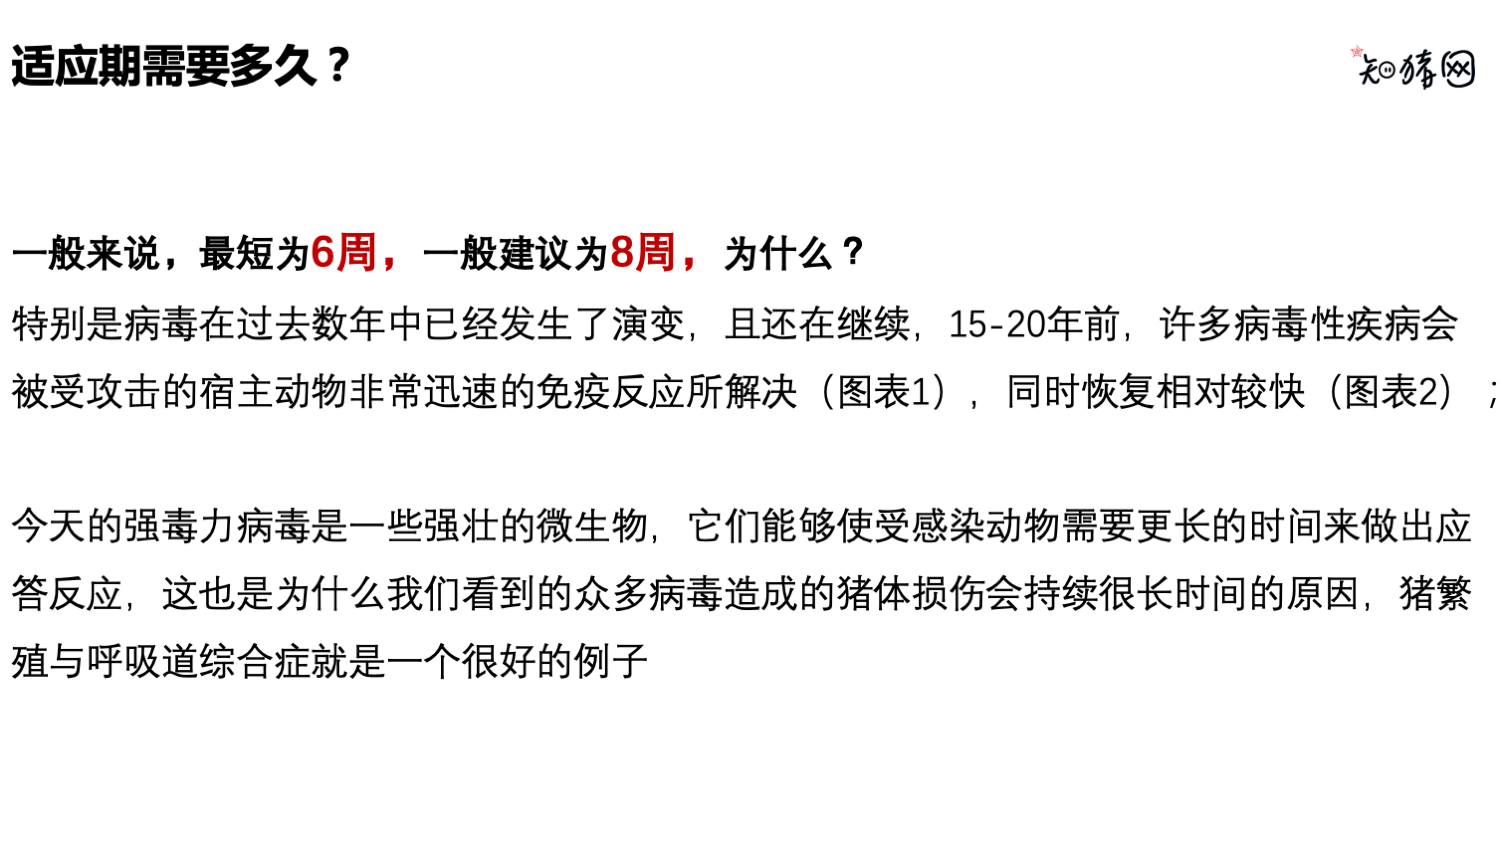 适应期需要多久？
知猪网
一般来说，最短为6周，一般建议为8周，为什么？
特别是病毒在过去数年中已经发生了演变，且还在继续，15-20年前，许多病毒性疾病会
被受攻击的宿主动物非常迅速的免疫反应所解决（图表1），同时恢复相对较快（图表2）；
今天的强毒力病毒是一些强壮的微生物，它们能够使受感染动物需要更长的时间来做出应
答反应，这也是为什么我们看到的众多病毒造成的猪体损伤会持续很长时间的原因，猪繁
殖与呼吸道综合症就是一个很好的例子